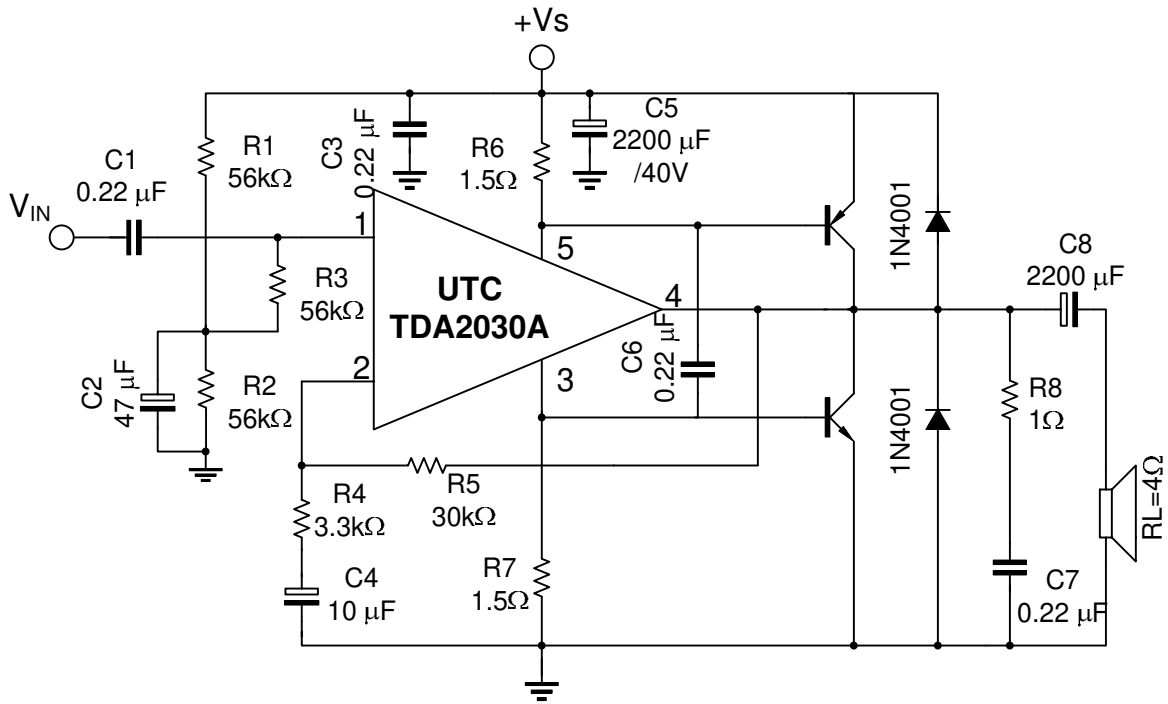 +Vs
C1
0.22 μF
VIN
R1
56kΩ
C3
0.22 μF
R6
1.5Ω
C5
2200 μF
/40V
1
5
R3
56kΩ
UTC
TDA2030A
4
1N4001
C8
2200 μF
C2
47 μF
R2
56kΩ
2
3
C6
0.22 μF
1N4001
R8
1Ω
R4
3.3kΩ
R5
30kΩ
RL=4Ω
C4
10 μF
R7
1.5Ω
C7
0.22 μF